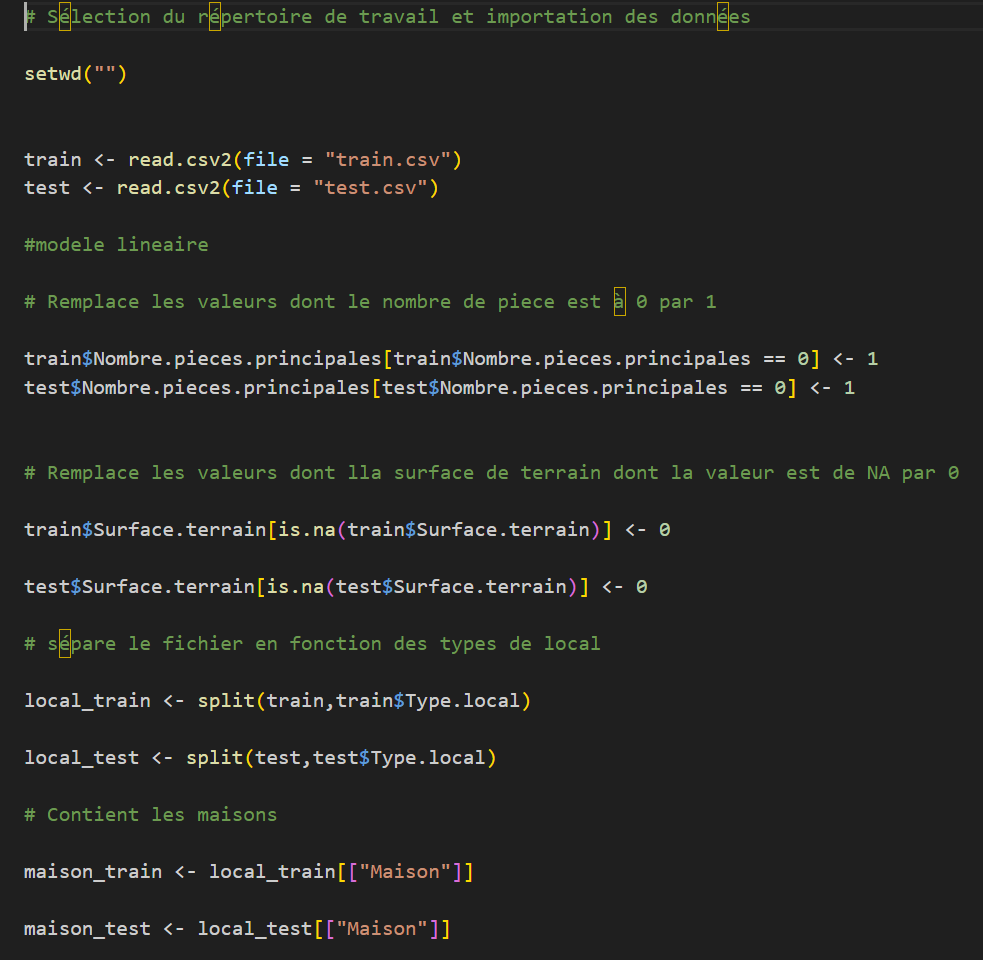 # Sélection du répertoire de travail et importation des données
setwd("")
train <- read.csv2(file = "train.csv")
test <- read.csv2(file = "test.csv")
#modele lineaire
# Remplace les valeurs dont le nombre de piece est à 0 par 1
train$Nombre.pieces.principales[train$Nombre.pieces.principales == 0] <- 1
test$Nombre.pieces.principales[test$Nombre.pieces.principales == 0] <- 1
# Remplace les valeurs dont lla surface de terrain dont la valeur est de NA par 0
train$Surface.terrain[is.na(train$Surface.terrain)] <- 0
test$Surface.terrain[is.na(test$Surface.terrain)] <- 0
# sépare le fichier en fonction des types de local
local_train <- split(train,train$Type.local)
local_test <- split(test,test$Type.local)
# Contient les maisons
maison_train <- local_train[["Maison"]]
maison_test <- local_test[["Maison"]]